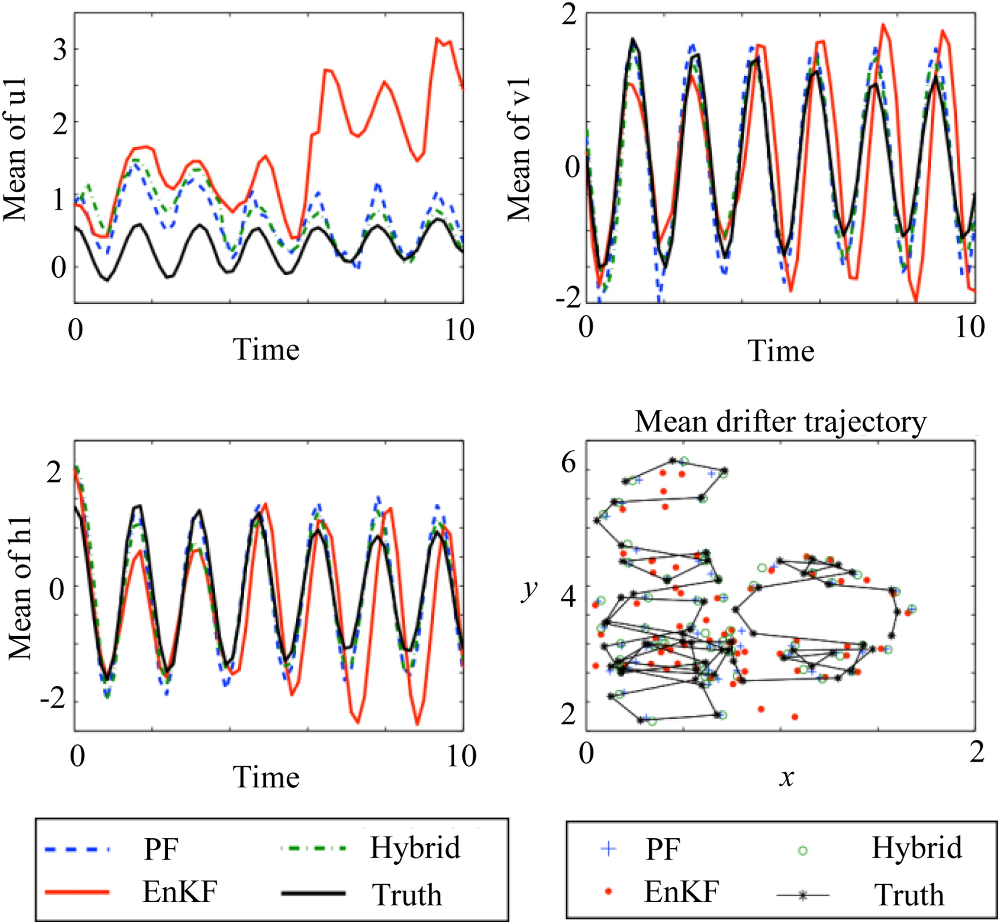 Mean of u1
3
2
1
0
0
10
Time
Mean of v1
2
0
-2
0
10
Time
Mean of h1
2
0
-2
0
10
Time
Mean drifter trajectory
y
6
4
2
0
2
x
PF
Hybrid
EnKF
Truth
PF
Hybrid
EnKF
Truth